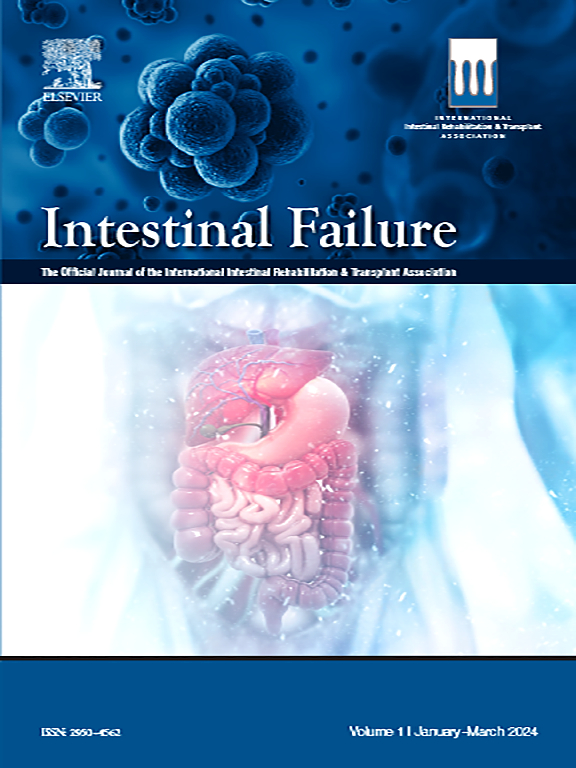 ELSEVIER
INTERNATIONAL
Intestinal Rehabilitation & Transplant
ASSOCIATION
Intestinal Failure
The Official Journal of the International Intestinal Rehabilitation & Transplant Association
ISSN: 2950-4562
Volume 1 | January-March 2024